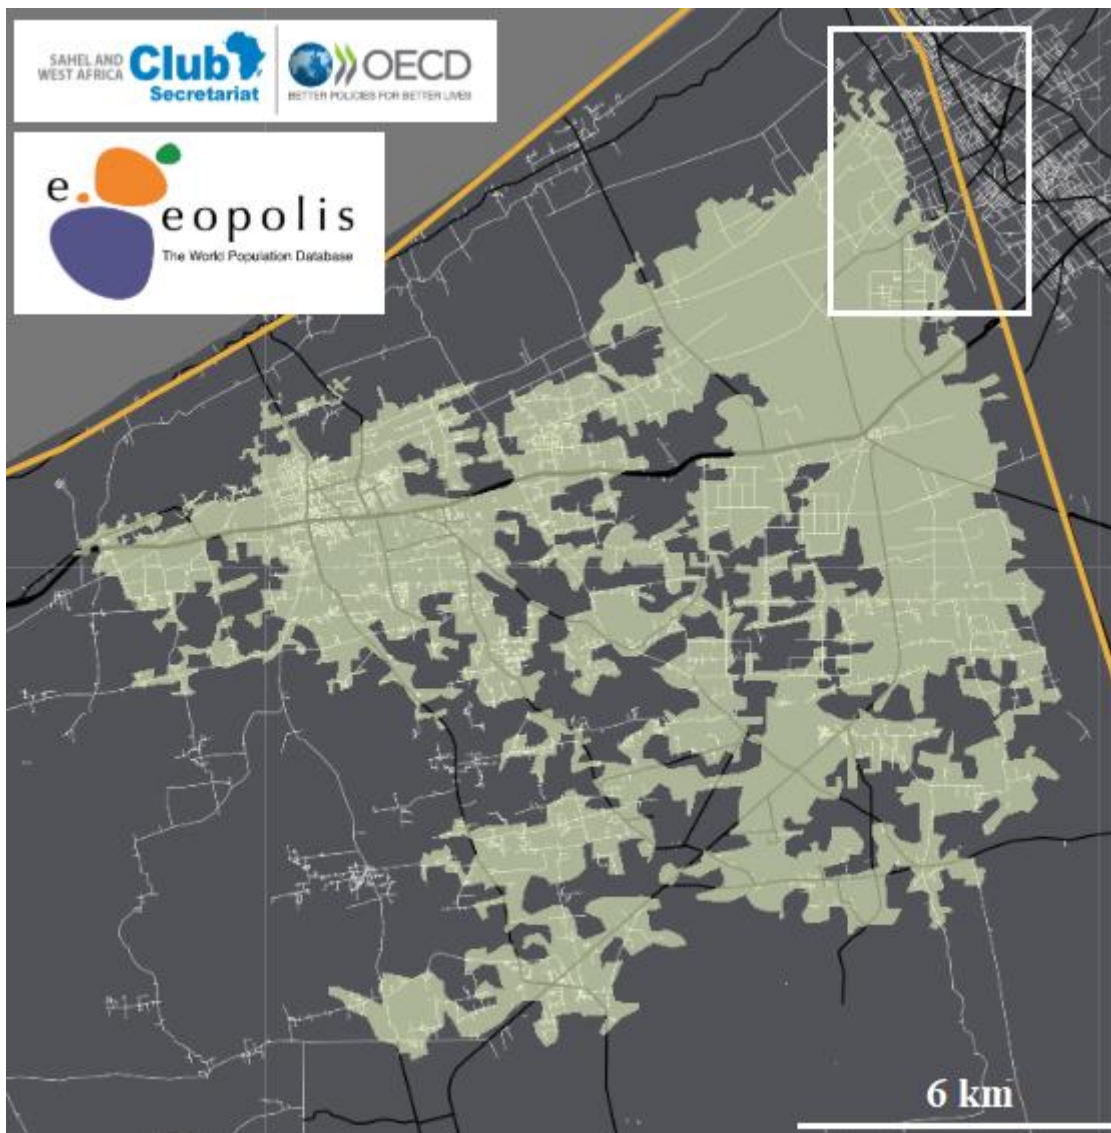 SAHEL AND
WEST AFRICA Club
Secretariat
OECD
BETTER POLICIES FOR BETTER LIVES
e.
eopolis
The World Population Database
6 km